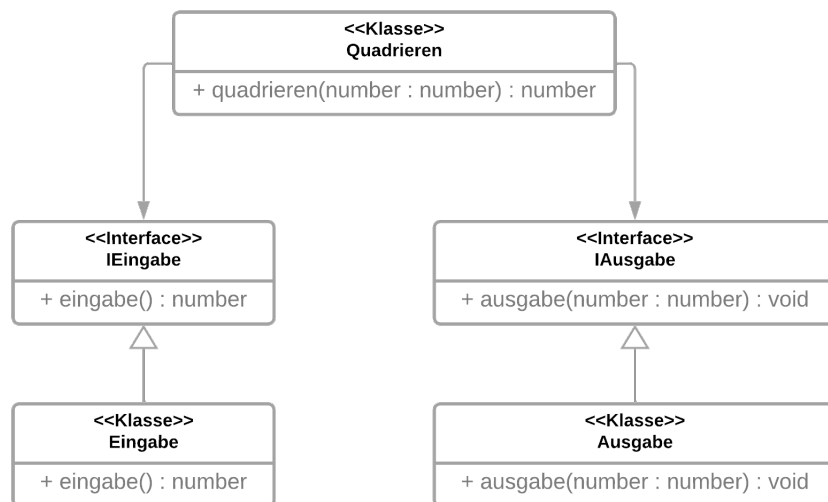 <<Klasse>>
Quadrieren
+ quadrieren(number : number) : number
<<Interface>>
IEingabe
+ eingabe() : number
<<Interface>>
IAusgabe
+ ausgabe(number : number) : void
<<Klasse>>
Eingabe
+ eingabe() : number
<<Klasse>>
Ausgabe
+ ausgabe(number : number) : void